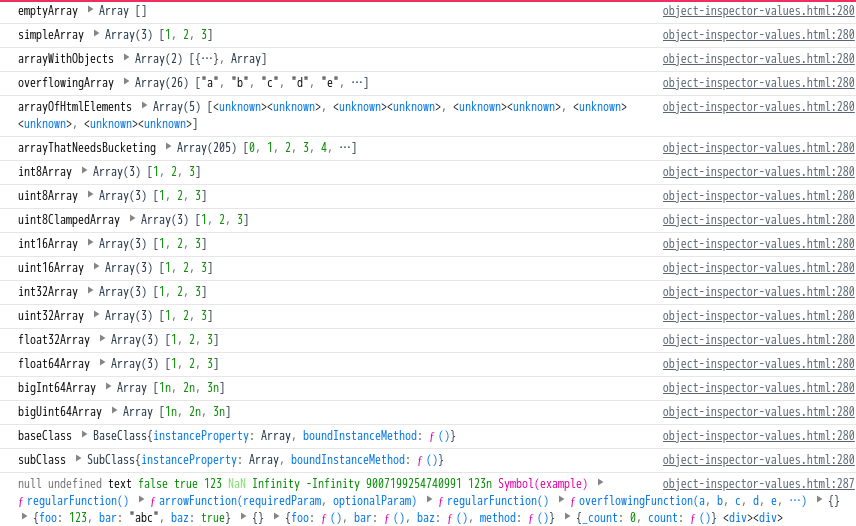 emptyArray ▶ Array [] object-inspector-values.html:280
simpleArray ▶ Array(3) [1, 2, 3] object-inspector-values.html:280
arrayWithObjects ▶ Array(2) [{⋯}, Array] object-inspector-values.html:280
overflowingArray ▶ Array(26) ["a", "b", "c", "d", "e", ⋯] object-inspector-values.html:280
arrayOfHtmlElements ▶ Array(5) [<unknown><unknown>, <unknown><unknown>, <unknown><unknown>, <unknown> object-inspector-values.html:280
<unknown>, <unknown><unknown>]
arrayThatNeedsBucketing ▶ Array(205) [0, 1, 2, 3, 4, ⋯] object-inspector-values.html:280
int8Array ▶ Array(3) [1, 2, 3] object-inspector-values.html:280
uint8Array ▶ Array(3) [1, 2, 3] object-inspector-values.html:280
uint8ClampedArray ▶ Array(3) [1, 2, 3] object-inspector-values.html:280
int16Array ▶ Array(3) [1, 2, 3] object-inspector-values.html:280
uint16Array ▶ Array(3) [1, 2, 3] object-inspector-values.html:280
int32Array ▶ Array(3) [1, 2, 3] object-inspector-values.html:280
uint32Array ▶ Array(3) [1, 2, 3] object-inspector-values.html:280
float32Array ▶ Array(3) [1, 2, 3] object-inspector-values.html:280
float64Array ▶ Array(3) [1, 2, 3] object-inspector-values.html:280
bigInt64Array ▶ Array [1n, 2n, 3n] object-inspector-values.html:280
bigUint64Array ▶ Array [1n, 2n, 3n] object-inspector-values.html:280
baseClass ▶ BaseClass{instanceProperty: Array, boundInstanceMethod: ƒ ()} object-inspector-values.html:280
subClass ▶ SubClass{instanceProperty: Array, boundInstanceMethod: ƒ ()} object-inspector-values.html:280
null undefined text false true 123 NaN Infinity -Infinity 9007199254740991 123n Symbol(example) ▶ object-inspector-values.html:287
ƒ regularFunction() ▶ ƒ arrowFunction(requiredParam, optionalParam) ▶ ƒ regularFunction() ▶ ƒ overflowingFunction(a, b, c, d, e, ⋯) ▶ {}
▶ {foo: 123, bar: "abc", baz: true} ▶ {} ▶ {foo: ƒ (), bar: ƒ (), baz: ƒ (), method: ƒ ()} ▶ {_count: 0, count: ƒ ()} <div><div>